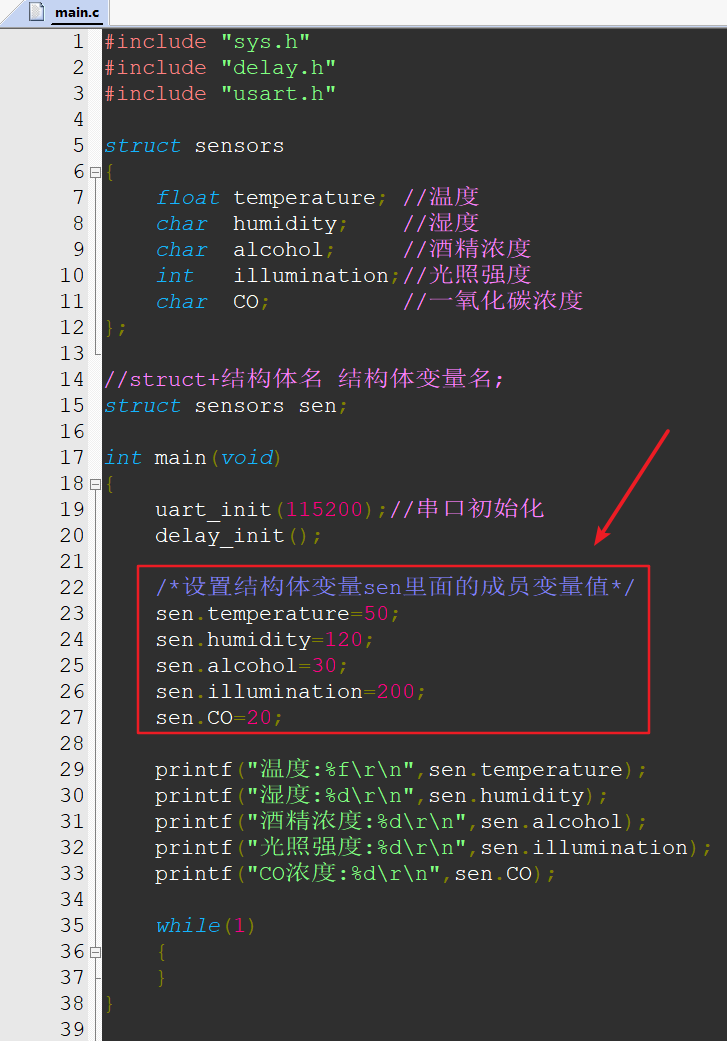 main.c
1 #include "sys.h"
2 #include "delay.h"
3 #include "usart.h"
4
5 struct sensors
6 {
7 float temperature; //温度
8 char humidity; //湿度
9 char alcohol; //酒精浓度
10 int illumination;//光照强度
11 char CO; //一氧化碳浓度
12 };
13
14 //struct+结构体名 结构体变量名;
15 struct sensors sen;
16
17 int main(void)
18 {
19 uart_init(115200);//串口初始化
20 delay_init();
21
22 /*设置结构体变量sen里面的成员变量值*/
23 sen.temperature=50;
24 sen.humidity=120;
25 sen.alcohol=30;
26 sen.illumination=200;
27 sen.CO=20;
28
29 printf("温度:%f\r\n",sen.temperature);
30 printf("湿度:%d\r\n",sen.humidity);
31 printf("酒精浓度:%d\r\n",sen.alcohol);
32 printf("光照强度:%d\r\n",sen.illumination);
33 printf("CO浓度:%d\r\n",sen.CO);
34
35 while(1)
36 {
37 }
38 }
39